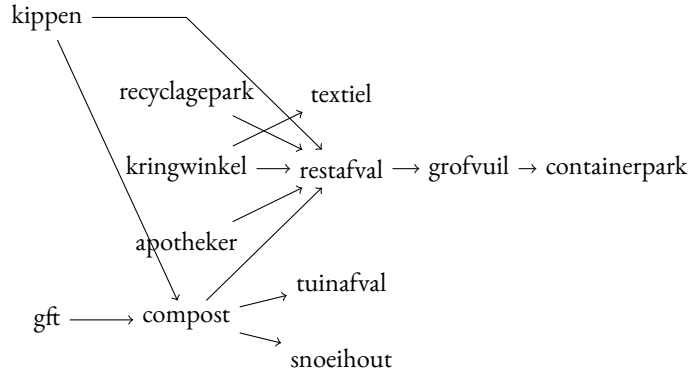 kippen
recyclagepark
textiel
kringwinkel
restafval
grofvuil
containerpark
apotheker
tuinafval
gft
compost
snoeihout